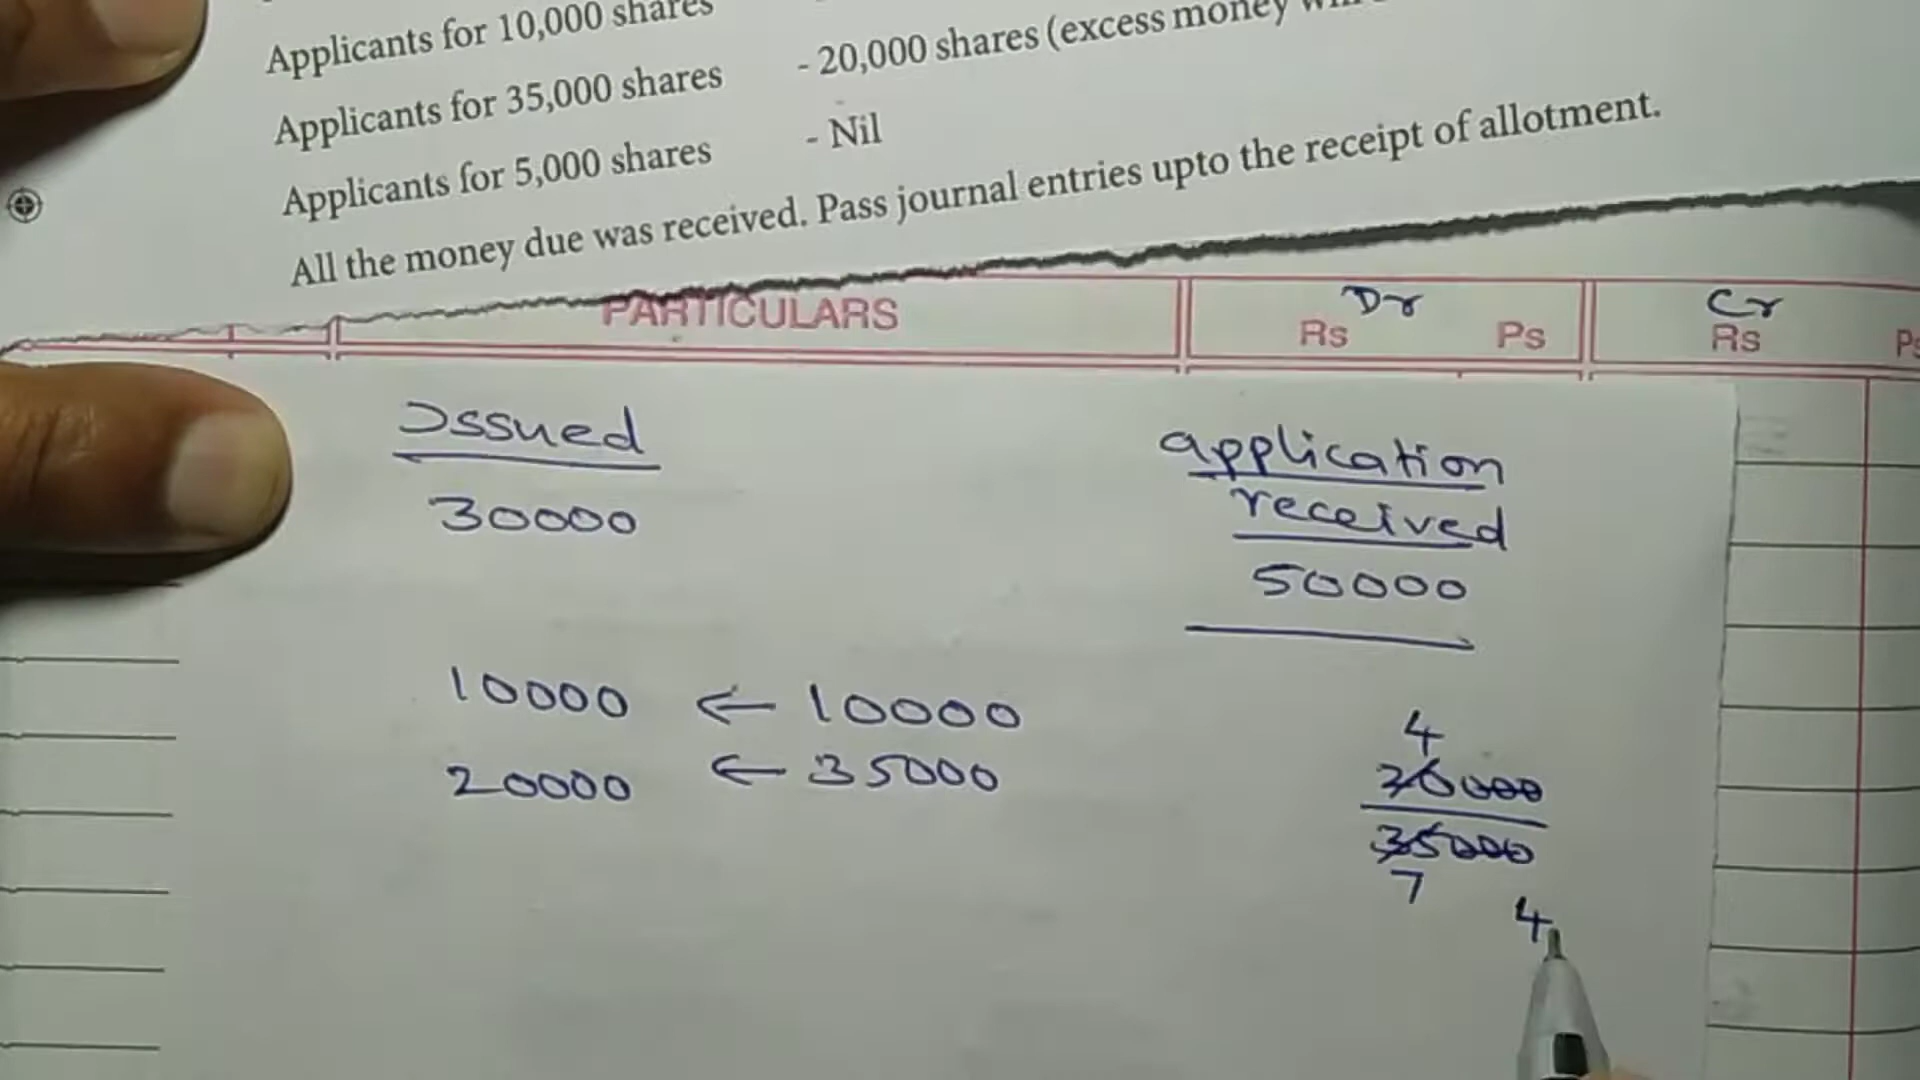 Applicants for 10,000 shares
Applicants for 35,000 shares - 20,000 shares (excess money
Applicants for 5,000 shares - Nil
All the money due was received. Pass journal entries upto the receipt of allotment.
PARTICULARS Dr Cr
Rs Ps Rs Ps
Issued application
received
30000 50000
10000 ← 10000
20000 ← 35000
4
20000
35000
7
4